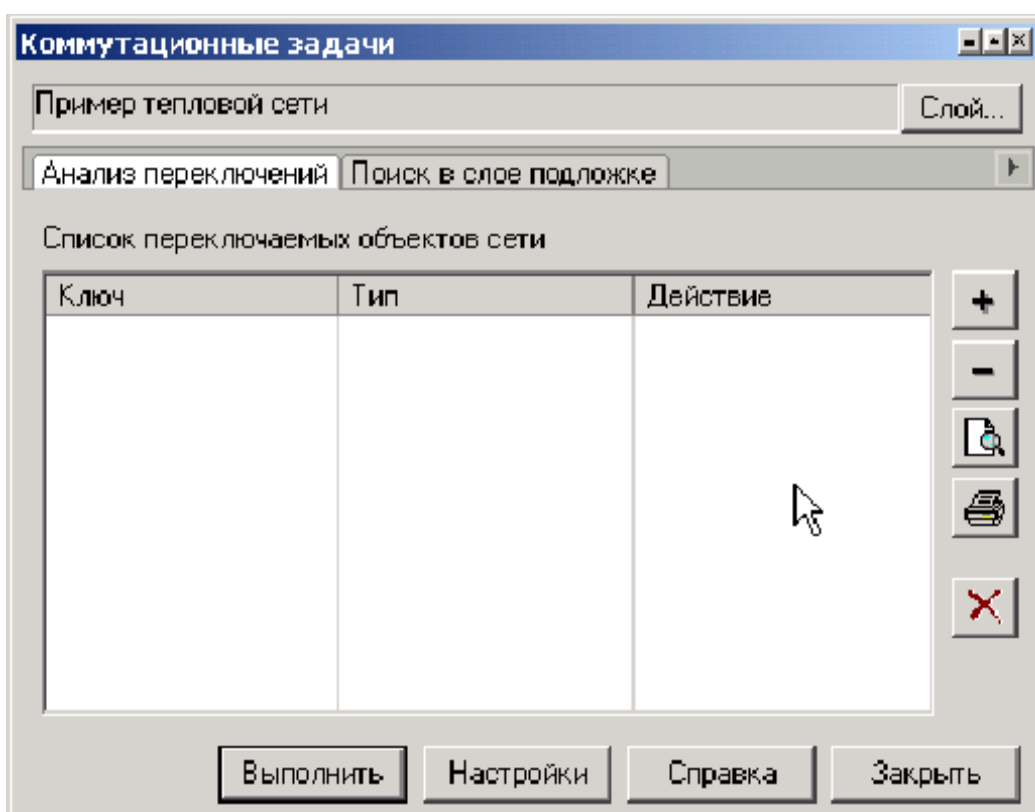 Коммутационные задачи
Пример тепловой сети Слой...
Анализ переключений Поиск в слое подложке
Список переключаемых объектов сети
Ключ Тип Действие
Выполнить Настройки Справка Закрыть